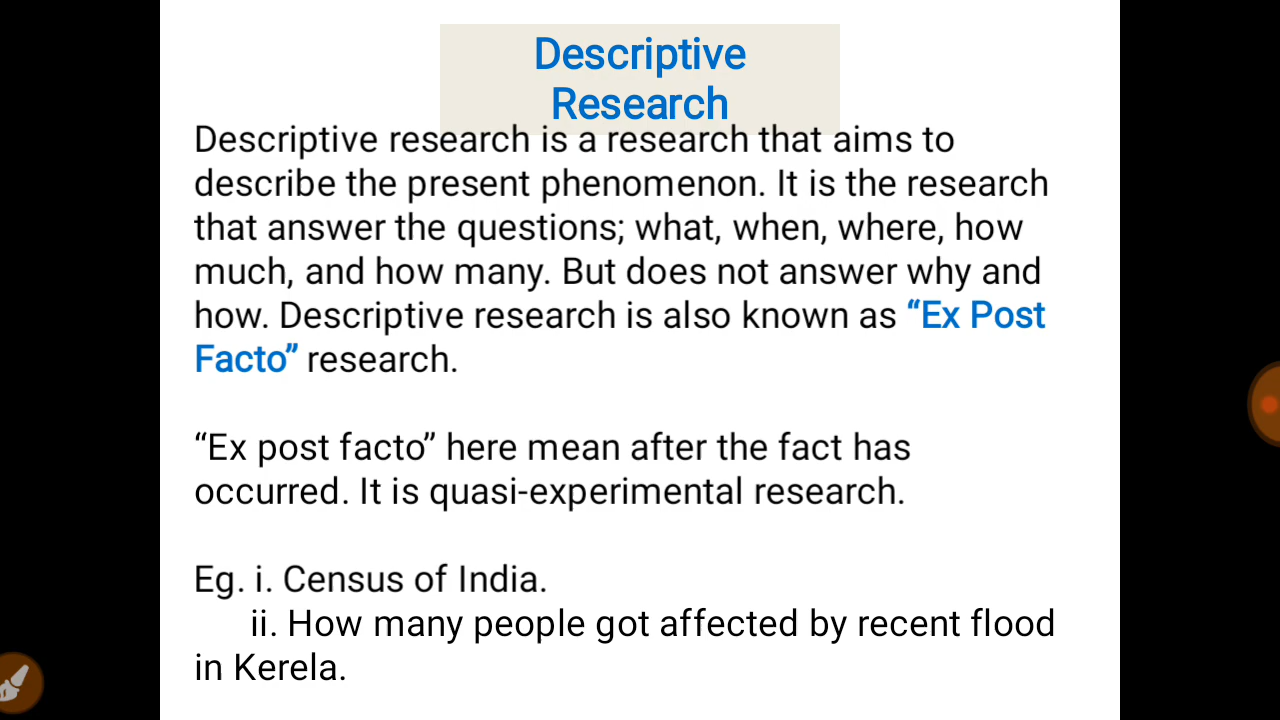 Descriptive
Research
Descriptive research is a research that aims to
describe the present phenomenon. It is the research
that answer the questions; what, when, where, how
much, and how many. But does not answer why and
how. Descriptive research is also known as “Ex Post
Facto” research.
“Ex post facto” here mean after the fact has
occurred. It is quasi-experimental research.
Eg. i. Census of India.
ii. How many people got affected by recent flood
in Kerela.